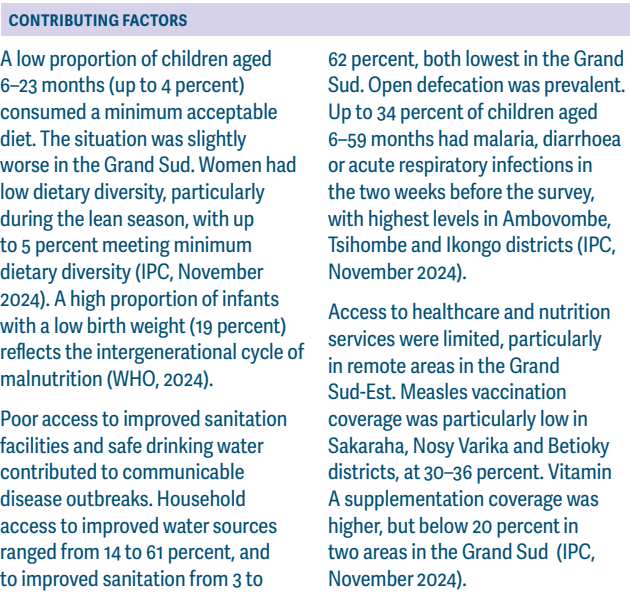 CONTRIBUTING FACTORS
A low proportion of children aged
6–23 months (up to 4 percent)
consumed a minimum acceptable
diet. The situation was slightly
worse in the Grand Sud. Women had
low dietary diversity, particularly
during the lean season, with up
to 5 percent meeting minimum
dietary diversity (IPC, November
2024). A high proportion of infants
with a low birth weight (19 percent)
reflects the intergenerational cycle of
malnutrition (WHO, 2024).
Poor access to improved sanitation
facilities and safe drinking water
contributed to communicable
disease outbreaks. Household
access to improved water sources
ranged from 14 to 61 percent, and
to improved sanitation from 3 to
62 percent, both lowest in the Grand
Sud. Open defecation was prevalent.
Up to 34 percent of children aged
6–59 months had malaria, diarrhoea
or acute respiratory infections in
the two weeks before the survey,
with highest levels in Ambovombe,
Tsihombe and Ikongo districts (IPC,
November 2024).
Access to healthcare and nutrition
services were limited, particularly
in remote areas in the Grand
Sud-Est. Measles vaccination
coverage was particularly low in
Sakaraha, Nosy Varika and Betioky
districts, at 30–36 percent. Vitamin
A supplementation coverage was
higher, but below 20 percent in
two areas in the Grand Sud (IPC,
November 2024).